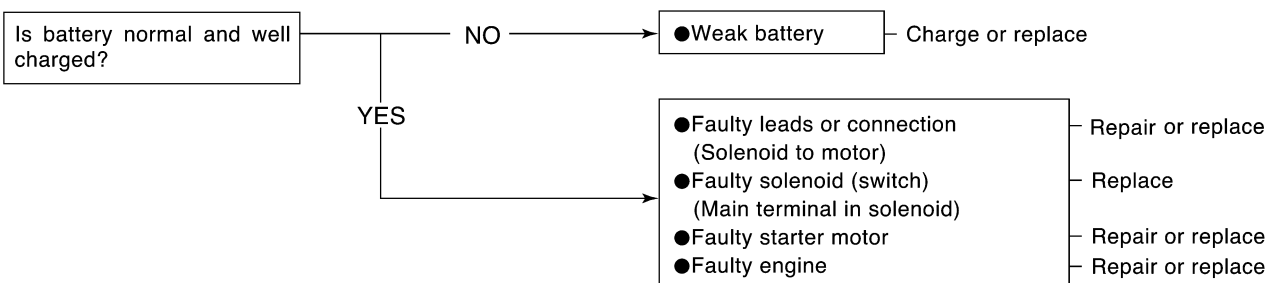 Is battery normal and well
charged?
NO
●Weak battery
Charge or replace
YES
●Faulty leads or connection
(Solenoid to motor)
Repair or replace
●Faulty solenoid (switch)
(Main terminal in solenoid)
Replace
●Faulty starter motor
Repair or replace
●Faulty engine
Repair or replace